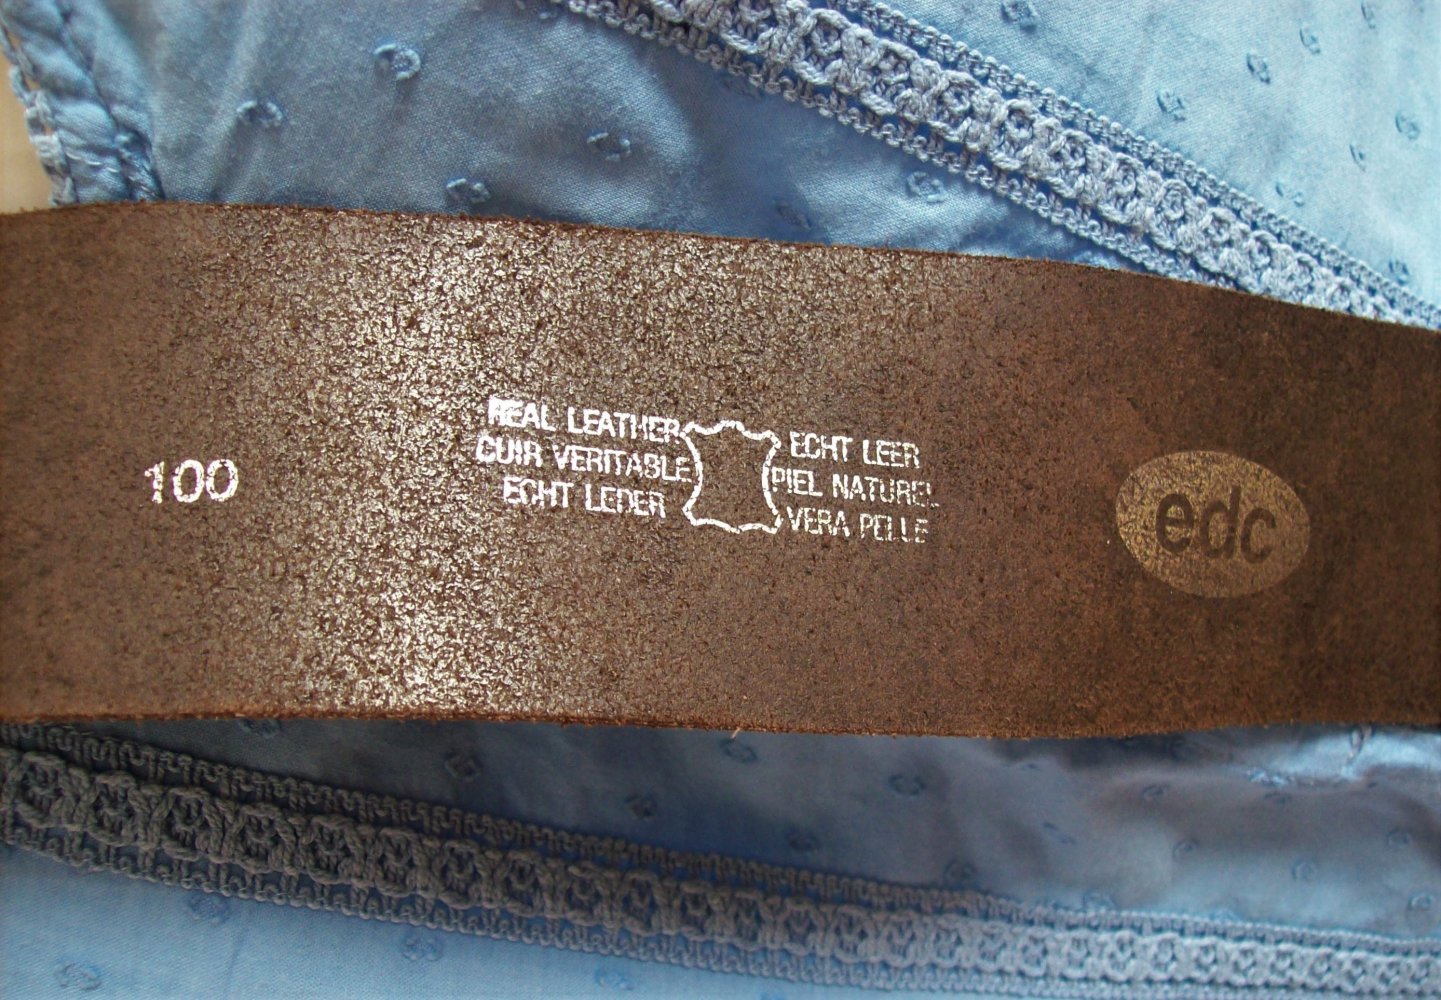 100
REAL LEATHER
CUIR VERITABLE
ECHT LEDER
ECHT LEER
PIEL NATUREL
VERA PELLE
edc